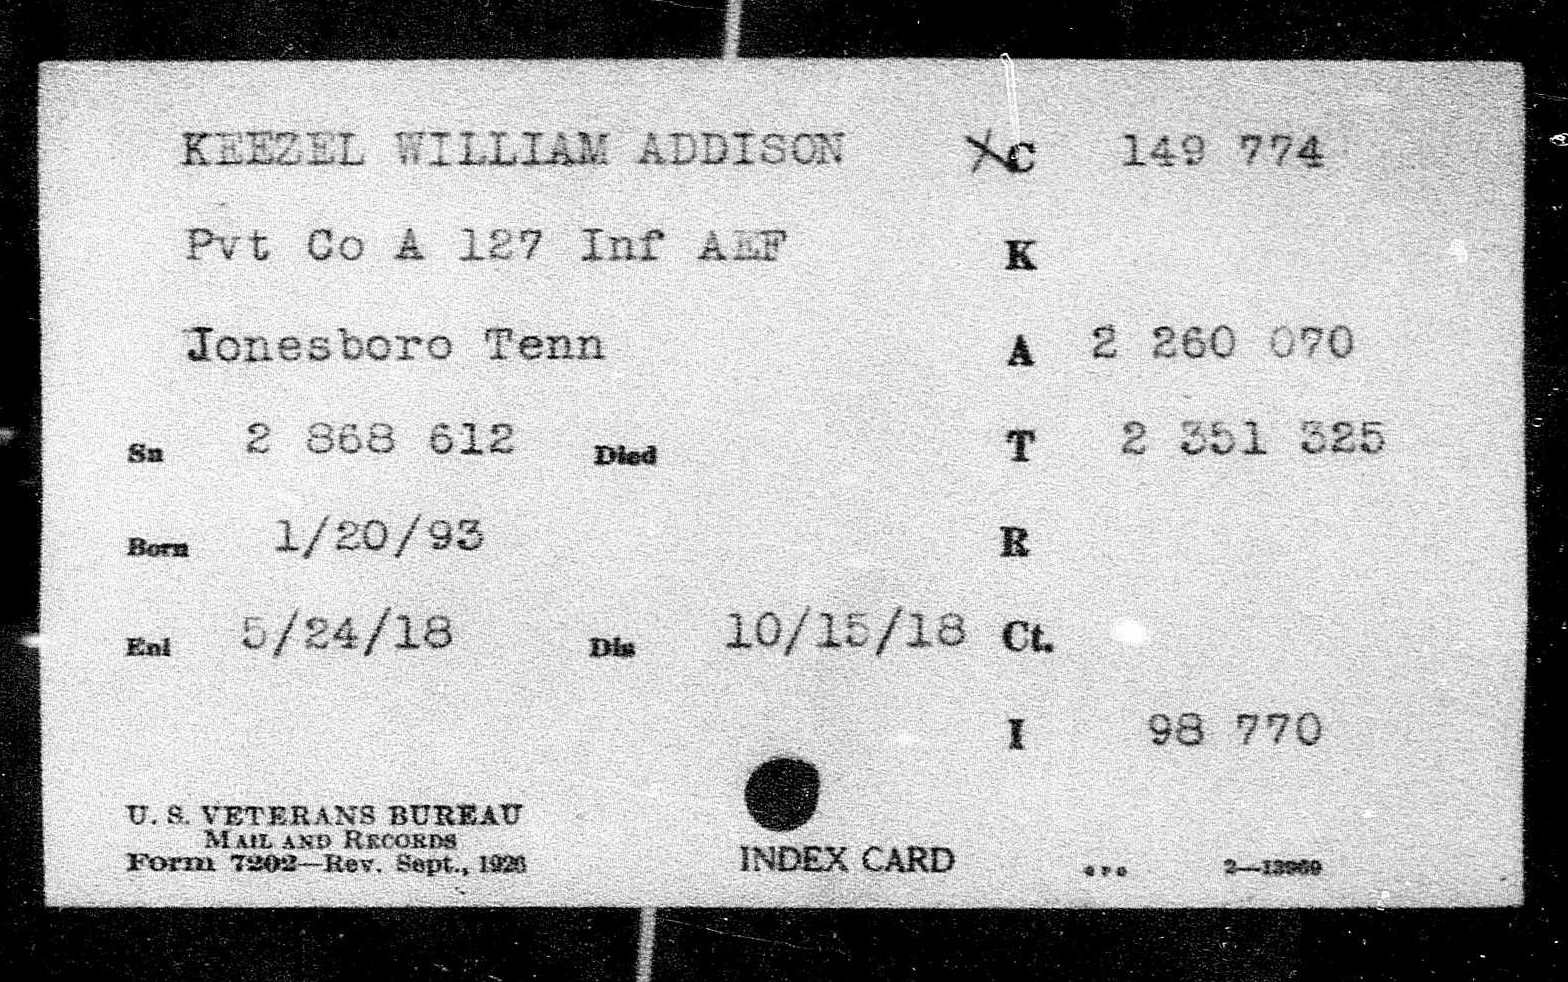 KEEZEL WILLIAM ADDISON XC 149 774
Pvt Co A 127 Inf AEF K
Jonesboro Tenn A 2 260 070
Sn 2 868 612 Died T 2 351 325
Born 1/20/93 R
Enl 5/24/18 Dis 10/15/18 Ct.
I 98 770
U. S. VETERANS BUREAU
MAIL AND RECORDS
Form 7202—Rev. Sept., 1926
INDEX CARD 2—13969